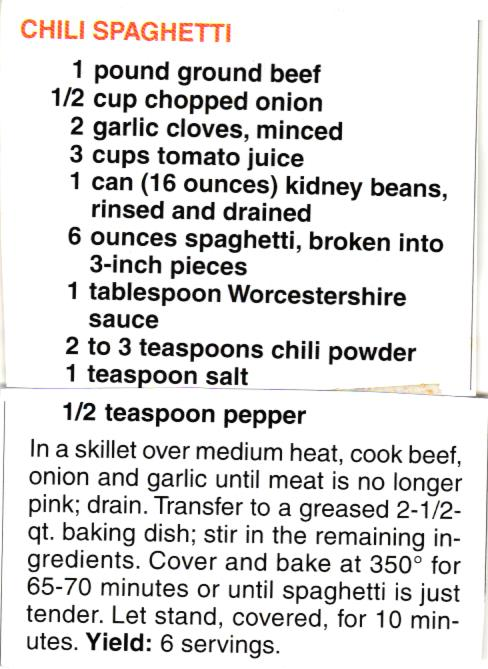 CHILI SPAGHETTI
1 pound ground beef
1/2 cup chopped onion
2 garlic cloves, minced
3 cups tomato juice
1 can (16 ounces) kidney beans,
rinsed and drained
6 ounces spaghetti, broken into
3-inch pieces
1 tablespoon Worcestershire
sauce
2 to 3 teaspoons chili powder
1 teaspoon salt
1/2 teaspoon pepper
In a skillet over medium heat, cook beef,
onion and garlic until meat is no longer
pink; drain. Transfer to a greased 2-1/2-
qt. baking dish; stir in the remaining in-
gredients. Cover and bake at 350° for
65-70 minutes or until spaghetti is just
tender. Let stand, covered, for 10 min-
utes. Yield: 6 servings.